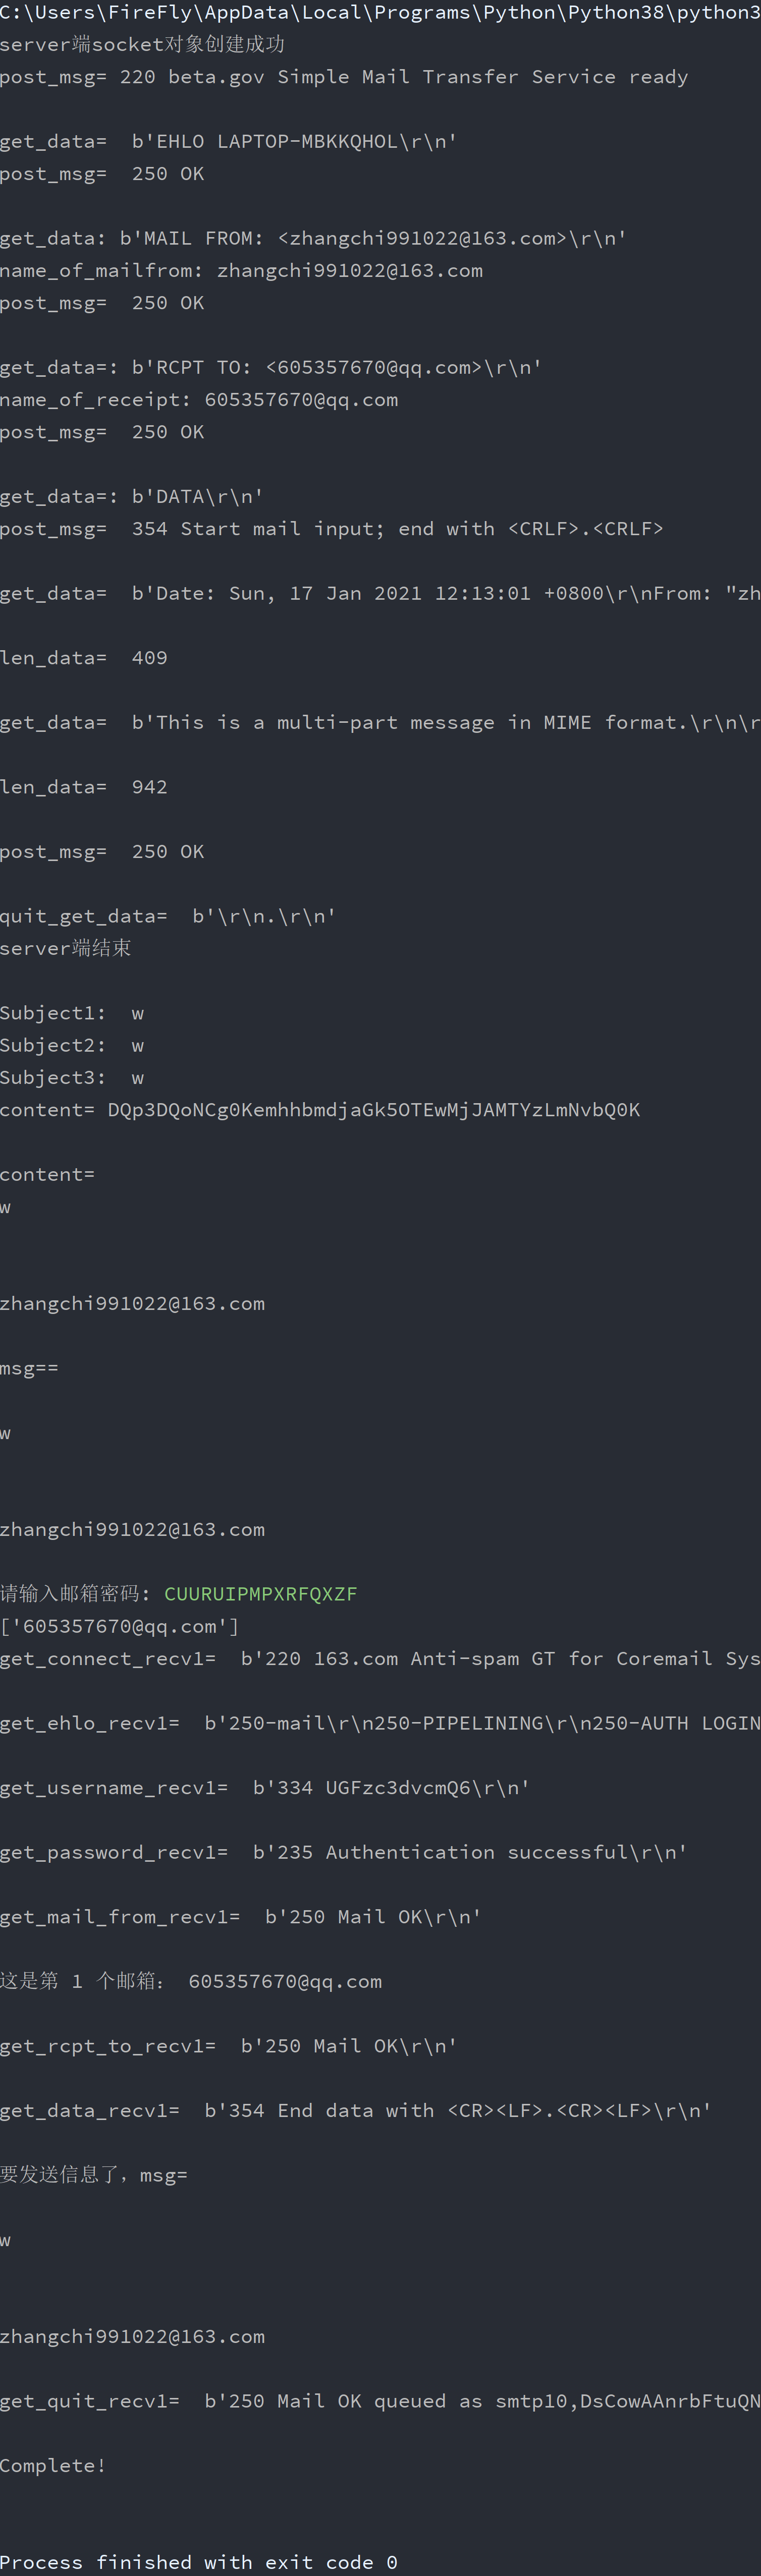 C:\Users\FireFly\AppData\Local\Programs\Python\Python38\python3
server端socket对象创建成功
post_msg= 220 beta.gov Simple Mail Transfer Service ready
get_data=  b'EHLO LAPTOP-MBKKQHOL\r\n'
post_msg=  250 OK
get_data: b'MAIL FROM: <zhangchi991022@163.com>\r\n'
name_of_mailfrom: zhangchi991022@163.com
post_msg=  250 OK
get_data=: b'RCPT TO: <605357670@qq.com>\r\n'
name_of_receipt: 605357670@qq.com
post_msg=  250 OK
get_data=: b'DATA\r\n'
post_msg=  354 Start mail input; end with <CRLF>.<CRLF>
get_data=  b'Date: Sun, 17 Jan 2021 12:13:01 +0800\r\nFrom: "zh
len_data=  409
get_data=  b'This is a multi-part message in MIME format.\r\n\r
len_data=  942
post_msg=  250 OK
quit_get_data=  b'\r\n.\r\n'
server端结束
Subject1:  w
Subject2:  w
Subject3:  w
content= DQp3DQoNCg0KemhhbmdjaGk5OTEwMjJAMTYzLmNvbQ0K
content=
w
zhangchi991022@163.com
msg==
w
zhangchi991022@163.com
请输入邮箱密码: CUURUIPMPXRFQXZF
['605357670@qq.com']
get_connect_recv1=  b'220 163.com Anti-spam GT for Coremail Sys
get_ehlo_recv1=  b'250-mail\r\n250-PIPELINING\r\n250-AUTH LOGIN
get_username_recv1=  b'334 UGFzc3dvcmQ6\r\n'
get_password_recv1=  b'235 Authentication successful\r\n'
get_mail_from_recv1=  b'250 Mail OK\r\n'
这是第 1 个邮箱： 605357670@qq.com
get_rcpt_to_recv1=  b'250 Mail OK\r\n'
get_data_recv1=  b'354 End data with <CR><LF>.<CR><LF>\r\n'
要发送信息了，msg=
w
zhangchi991022@163.com
get_quit_recv1=  b'250 Mail OK queued as smtp10,DsCowAAnrbFtuQN
Complete!
Process finished with exit code 0